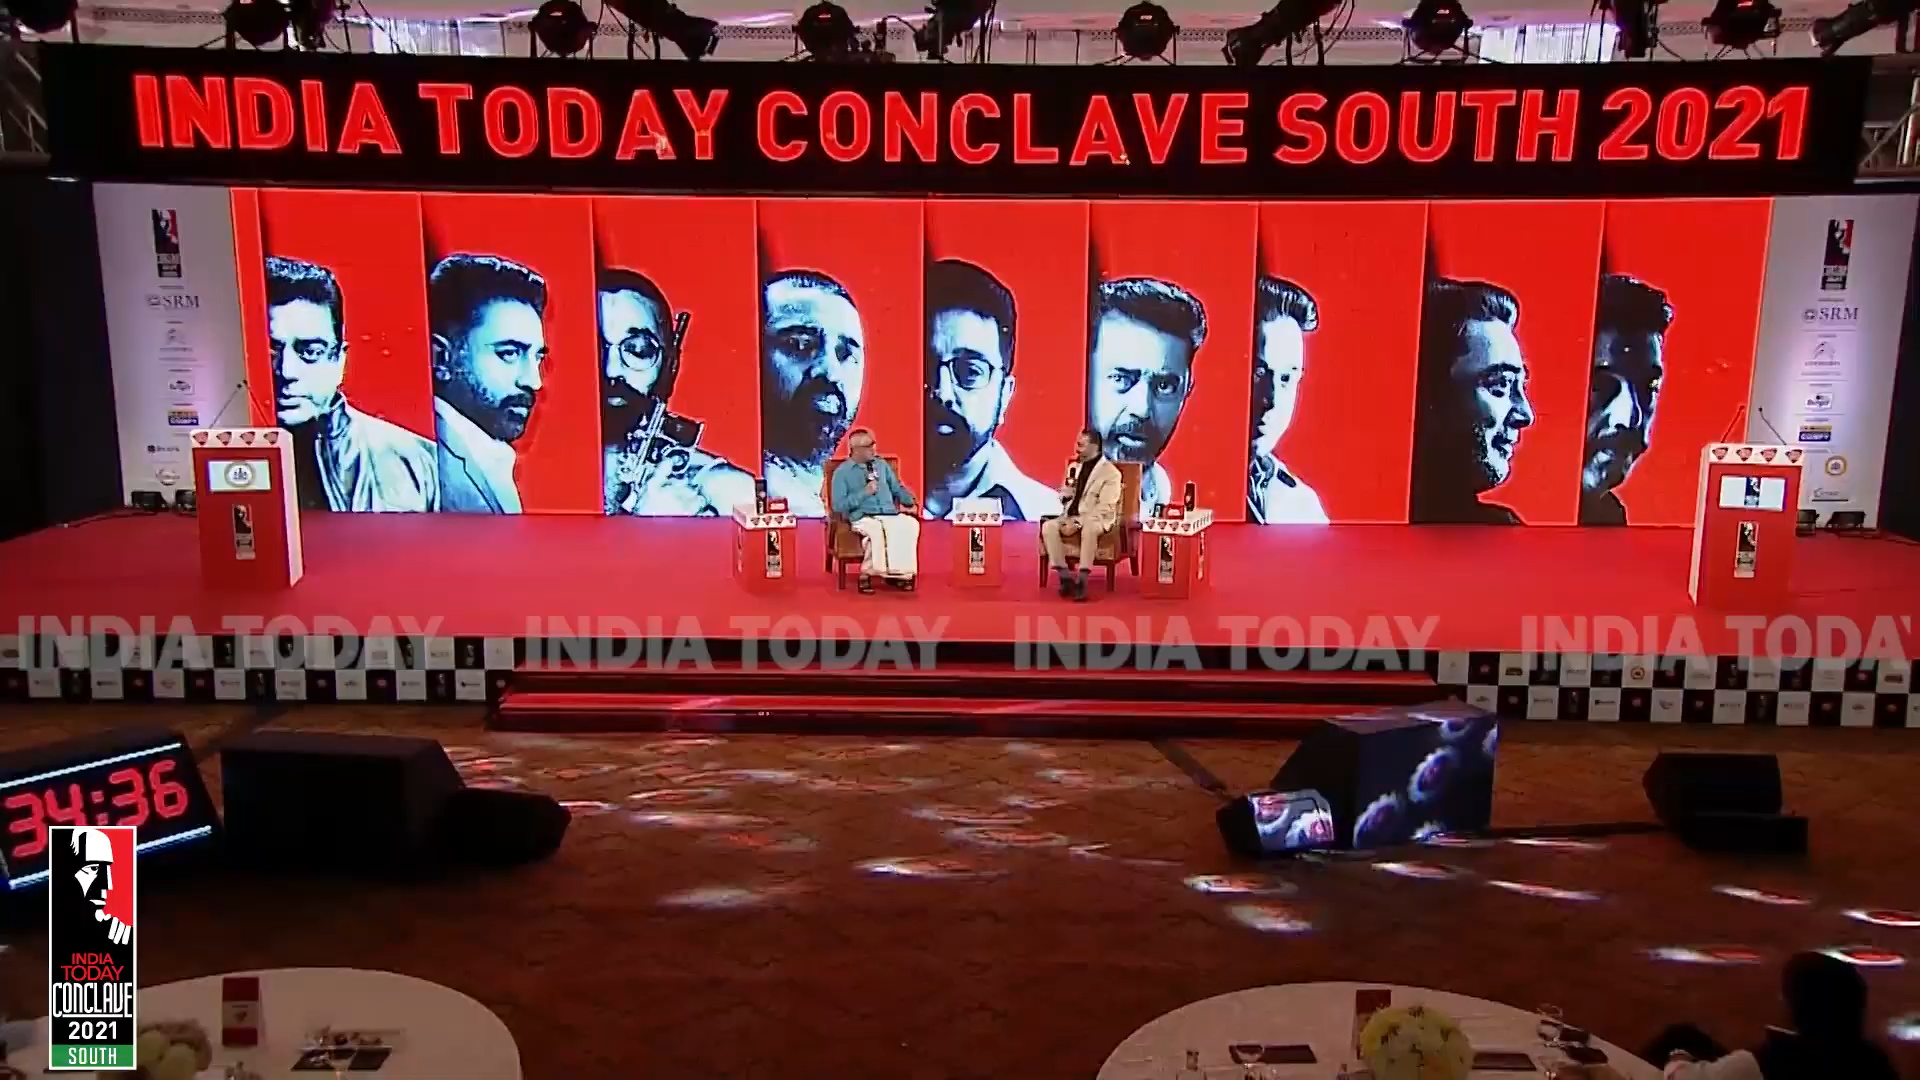 INDIA TODAY CONCLAVE SOUTH 2021
SRM
SRM
INDIA TODAY INDIA TODAY INDIA TODAY INDIA TODAY
34:36
INDIA
TODAY
CONCLAVE
2021
SOUTH